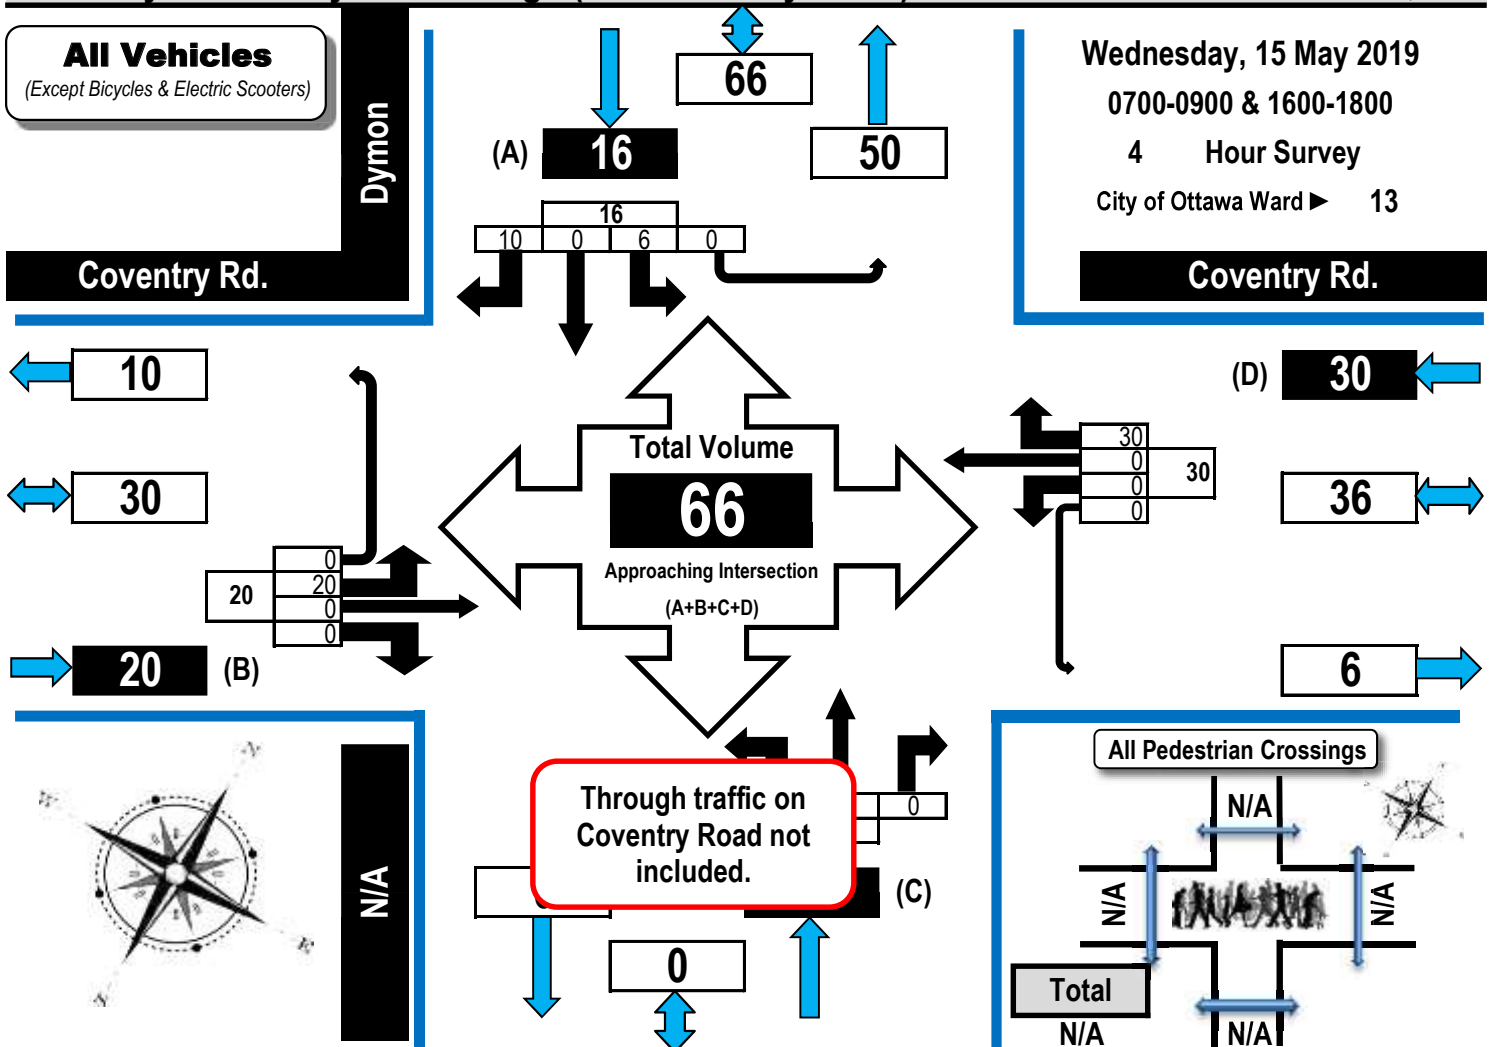 All Vehicles
(Except Bicycles & Electric Scooters)
Dymon
Coventry Rd.
(A)
16
66
50
16
10 0 6 0
Wednesday, 15 May 2019
0700-0900 & 1600-1800
4 Hour Survey
City of Ottawa Ward ► 13
Coventry Rd.
10
30
0
20
0
0
20
20
(B)
Total Volume
66
Approaching Intersection
(A+B+C+D)
(D)
30
30
0
0
0
30
36
6
N/A
N
W
E
S
Through traffic on
Coventry Road not
included.
0
(C)
0
All Pedestrian Crossings
N/A
N/A
N/A
Total
N/A
N/A